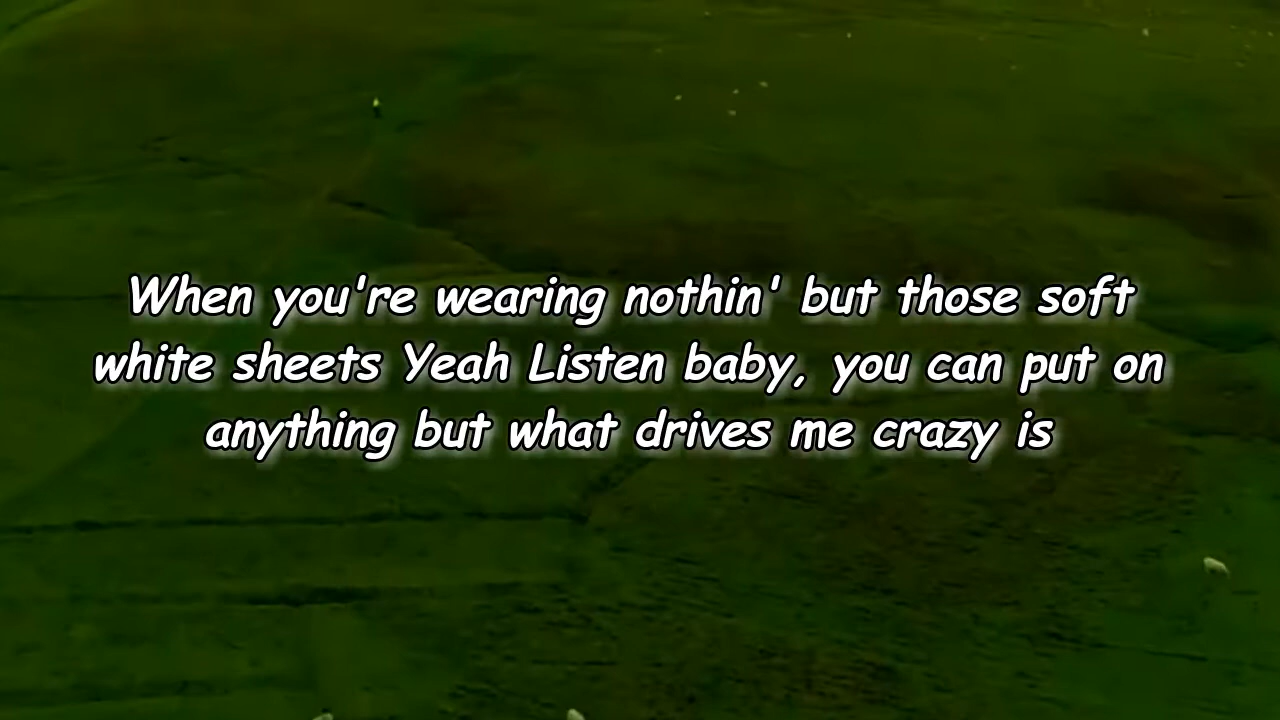 When you're wearing nothin' but those soft
white sheets Yeah Listen baby, you can put on
anything but what drives me crazy is